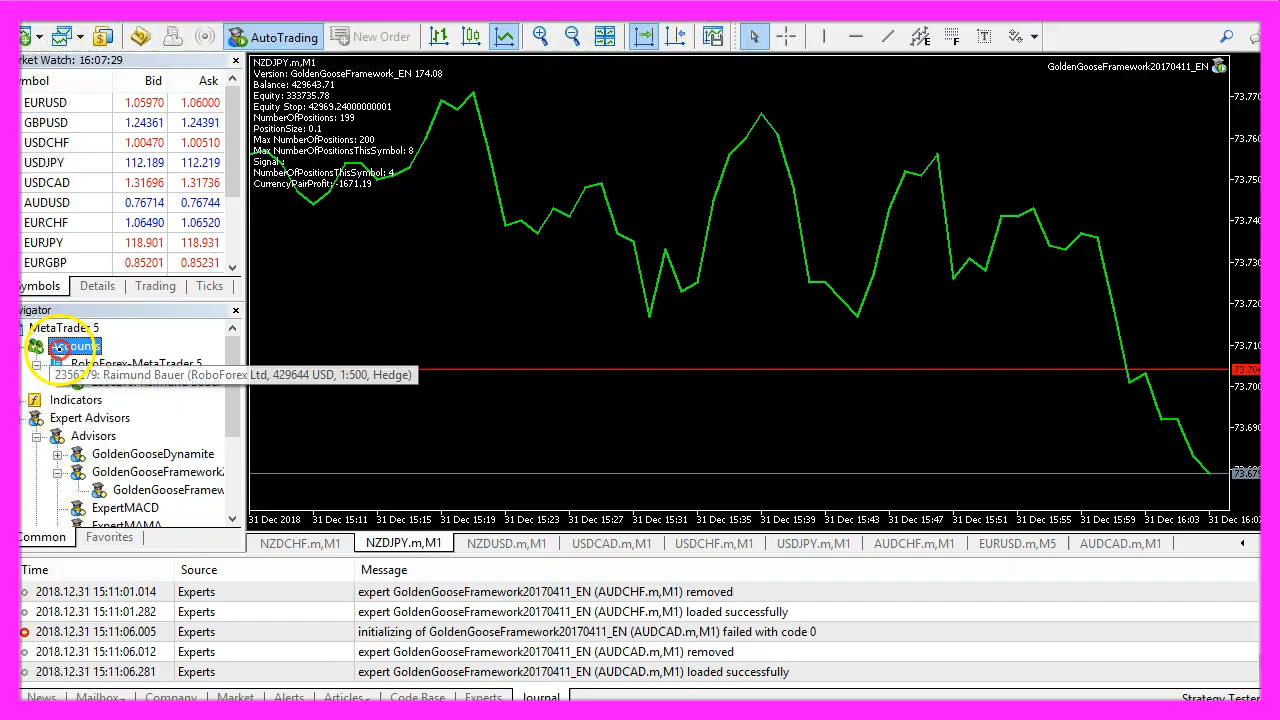 AutoTrading
New Order
Market Watch: 16:07:29
Symbol Bid Ask
EURUSD 1.05970 1.06000
GBPUSD 1.24361 1.24391
USDCHF 1.00470 1.00510
USDJPY 112.189 112.219
USDCAD 1.31696 1.31736
AUDUSD 0.76714 0.76744
EURCHF 1.06490 1.06520
EURJPY 118.901 118.931
EURGBP 0.85201 0.85231
Symbols Details Trading Ticks
Navigator
MetaTrader 5
Accounts
RoboForex-MetaTrader 5
2356279: Raimund Bauer (RoboForex Ltd, 429644 USD, 1:500, Hedge)
Indicators
Expert Advisors
Advisors
GoldenGooseDynamite
GoldenGooseFramework
GoldenGooseFramew
ExpertMACD
ExpertMAMA
Common Favorites
NZDJPY.m,M1
Version: GoldenGooseFramework_EN 174.08
Balance: 429643.71
Equity: 333735.78
Equity Stop: 42969.24000000001
NumberOfPositions: 199
PositionSize: 0.1
Max NumberOfPositions: 200
Max NumberOfPositionsThisSymbol: 8
Signal :
NumberOfPositionsThisSymbol: 4
CurrencyPairProfit: -1671.19
GoldenGooseFramework20170411_EN
73.770
73.760
73.750
73.740
73.730
73.720
73.704
73.700
73.690
73.679
31 Dec 2018 31 Dec 15:11 31 Dec 15:15 31 Dec 15:19 31 Dec 15:23 31 Dec 15:27 31 Dec 15:31 31 Dec 15:35 31 Dec 15:39 31 Dec 15:43 31 Dec 15:47 31 Dec 15:51 31 Dec 15:55 31 Dec 15:59 31 Dec 16:03 31 Dec 16:07
NZDCHF.m,M1 NZDJPY.m,M1 NZDUSD.m,M1 USDCAD.m,M1 USDCHF.m,M1 USDJPY.m,M1 AUDCHF.m,M1 EURUSD.m,M5 AUDCAD.m,M1
Time Source Message
2018.12.31 15:11:01.014 Experts expert GoldenGooseFramework20170411_EN (AUDCHF.m,M1) removed
2018.12.31 15:11:01.282 Experts expert GoldenGooseFramework20170411_EN (AUDCHF.m,M1) loaded successfully
2018.12.31 15:11:06.005 Experts initializing of GoldenGooseFramework20170411_EN (AUDCAD.m,M1) failed with code 0
2018.12.31 15:11:06.012 Experts expert GoldenGooseFramework20170411_EN (AUDCAD.m,M1) removed
2018.12.31 15:11:06.281 Experts expert GoldenGooseFramework20170411_EN (AUDCAD.m,M1) loaded successfully
News Mailbox Company Market Alerts Articles Code Base Experts Journal Strategy Tester